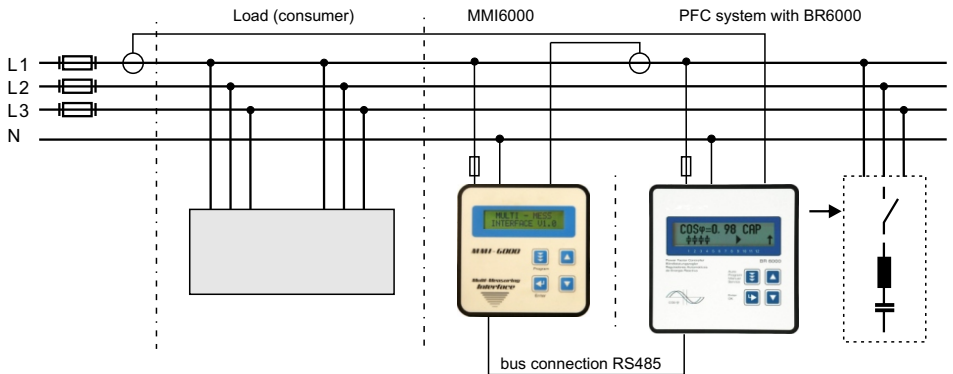 Load (consumer)
MMI6000
PFC system with BR6000
L1
L2
L3
N
MULTI - MESS
INTERFACE V1.0
MMI-6000
Program
Multi-Measuring
Interface
Enter
COSφ=0. 98 CAP
BR 6000
bus connection RS485